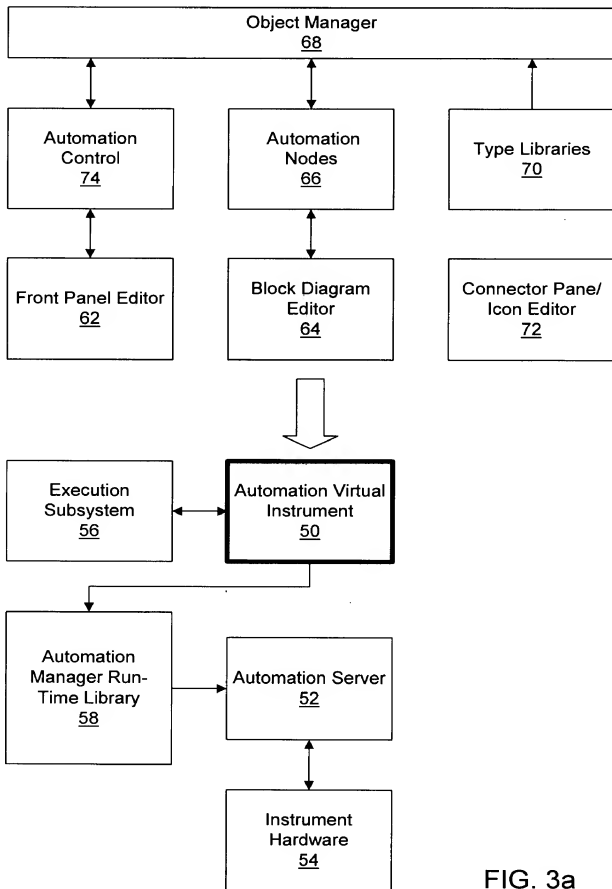 Object Manager
68
Automation
Control
74
Automation
Nodes
66
Type Libraries
70
Front Panel Editor
62
Block Diagram
Editor
64
Connector Pane/
Icon Editor
72
Execution
Subsystem
56
Automation Virtual
Instrument
50
Automation
Manager Run-
Time Library
58
Automation Server
52
Instrument
Hardware
54
FIG. 3a